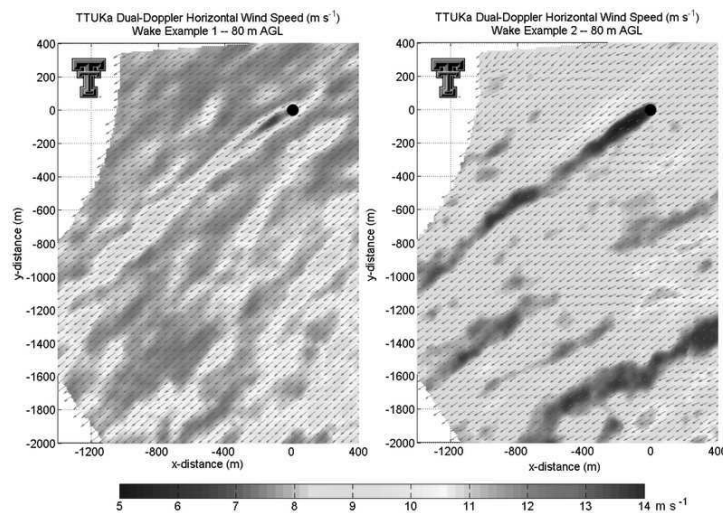 TTUKa Dual-Doppler Horizontal Wind Speed (m s-1)
Wake Example 1 -- 80 m AGL
400
200
0
-200
-400
-600
-800
-1000
-1200
-1400
-1600
-1800
-2000
y-distance (m)
-1200 -800 -400 0 400
x-distance (m)
TTUKa Dual-Doppler Horizontal Wind Speed (m s-1)
Wake Example 2 -- 80 m AGL
400
200
0
-200
-400
-600
-800
-1000
-1200
-1400
-1600
-1800
-2000
y-distance (m)
-1200 -800 -400 0 400
x-distance (m)
5 6 7 8 9 10 11 12 13 14 m s-1